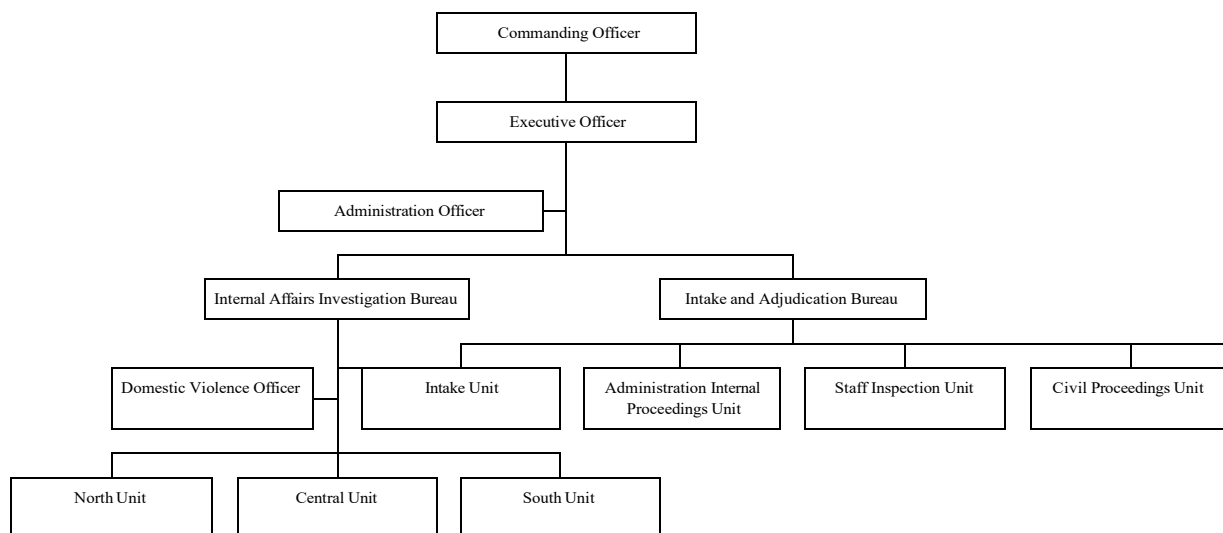 Commanding Officer
Executive Officer
Administration Officer
Internal Affairs Investigation Bureau
Intake and Adjudication Bureau
Domestic Violence Officer
Intake Unit
Administration Internal
Proceedings Unit
Staff Inspection Unit
Civil Proceedings Unit
North Unit
Central Unit
South Unit